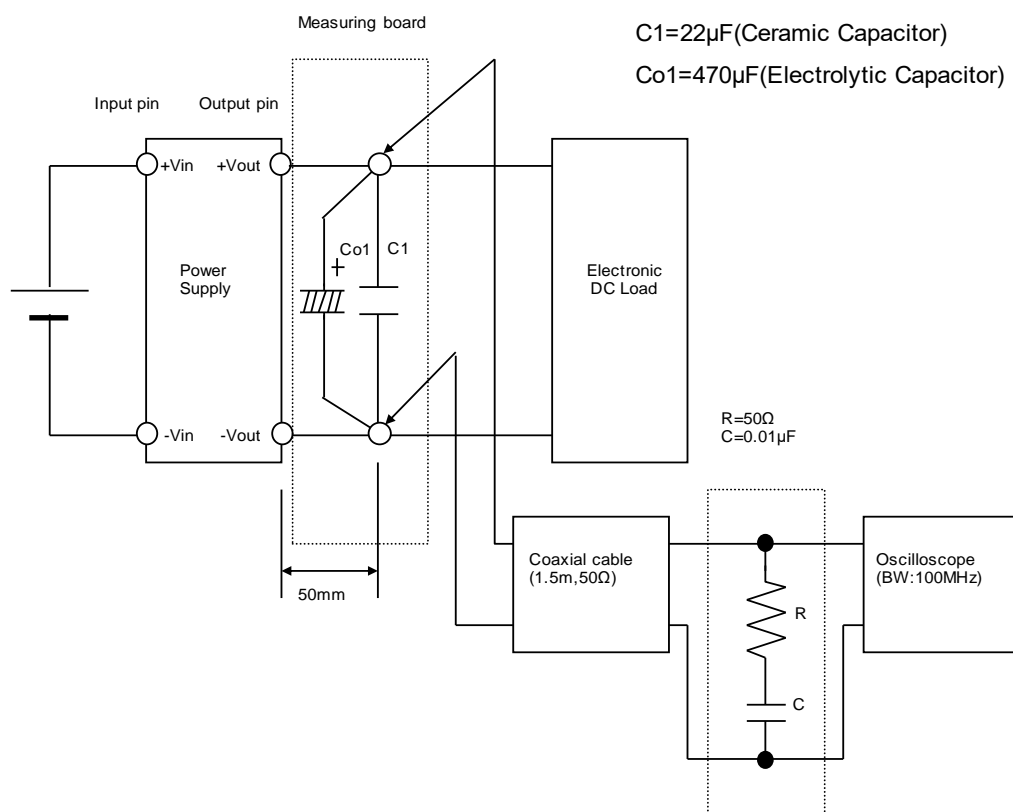 Measuring board
C1=22µF(Ceramic Capacitor)
Co1=470µF(Electrolytic Capacitor)
Input pin
Output pin
+Vin
+Vout
Co1
C1
+
Power
Supply
Electronic
DC Load
-Vin
-Vout
R=50Ω
C=0.01µF
50mm
Coaxial cable
(1.5m,50Ω)
R
C
Oscilloscope
(BW:100MHz)